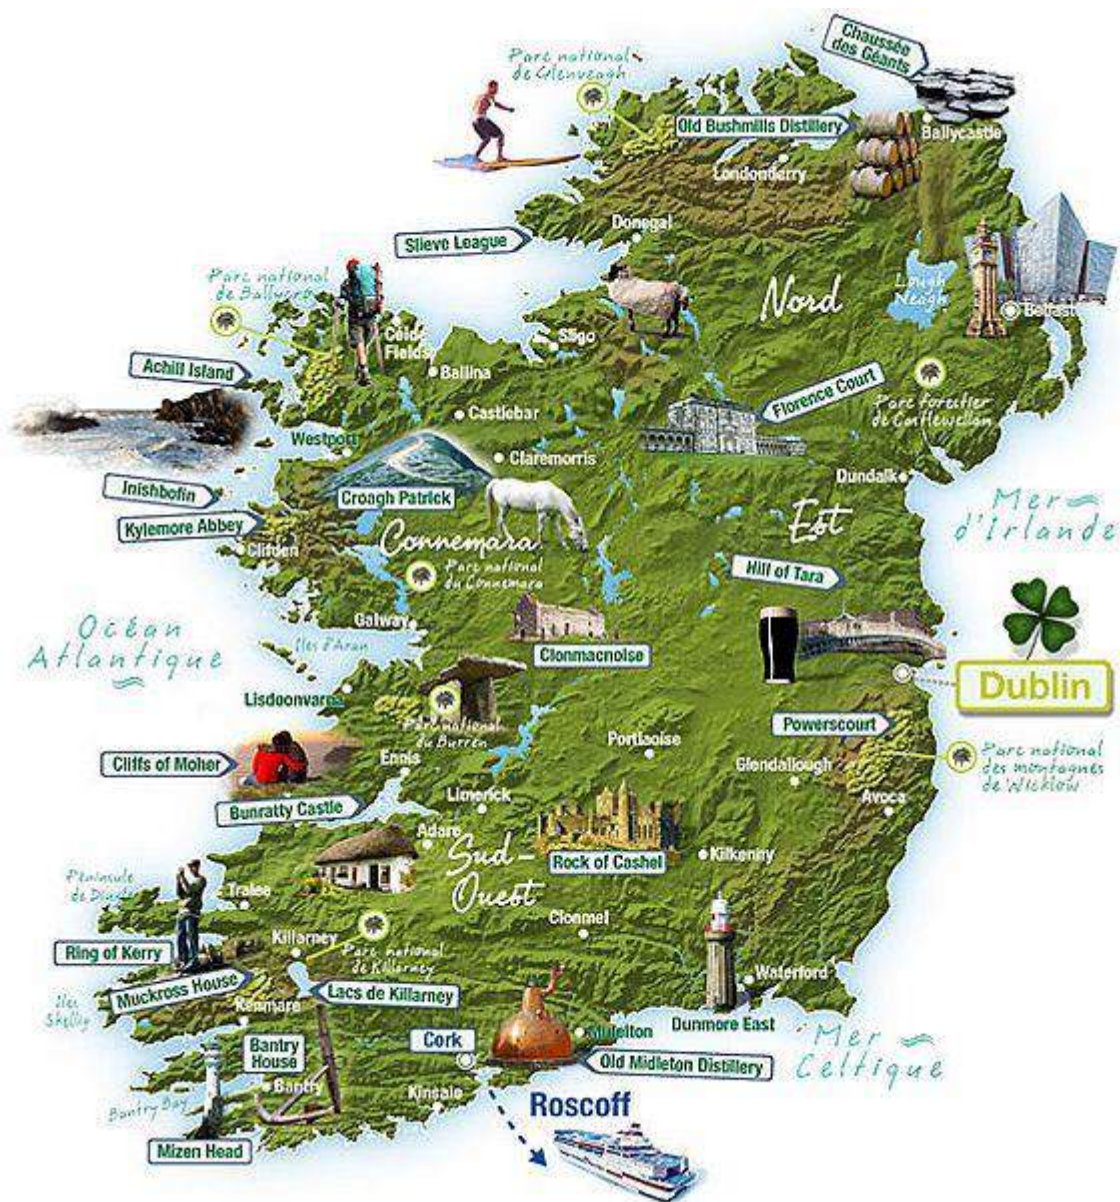 Chaussée
des Géants
Parc national
de Glenveagh
Old Bushmills Distillery
Ballycastle
Londonderry
Donegal
Slieve League
Parc national
de Ballycroy
Nord
Lough
Neagh
Belfast
Céide
Fields
Sligo
Achill Island
Ballina
Castlebar
Florence Court
Parc forestier
de Castlewellan
Westport
Claremorris
Dundalk
Inishbofin
Croagh Patrick
Mer
d'Irlande
Kylemore Abbey
Clifden
Connemara
Est
Parc national
du Connemara
Hill of Tara
Océan
Atlantique
Galway
Iles d'Aran
Clonmacnoise
Lisdoonvarna
Dublin
Parc national
du Burren
Powerscourt
Portlaoise
Cliffs of Moher
Ennis
Glendallough
Parc national
des montagnes
de Wicklow
Bunratty Castle
Limerick
Avoca
Adare
Sud-
Ouest
Rock of Cashel
Kilkenny
Péninsule
de Dingle
Tralee
Clonmel
Killarney
Parc national
de Killarney
Ring of Kerry
Muckross House
Lacs de Killarney
Waterford
Iles
Skellig
Kenmare
Dunmore East
Mer
Celtique
Bantry
House
Cork
Midleton
Old Midleton Distillery
Bantry
Kinsale
Bantry Bay
Roscoff
Mizen Head